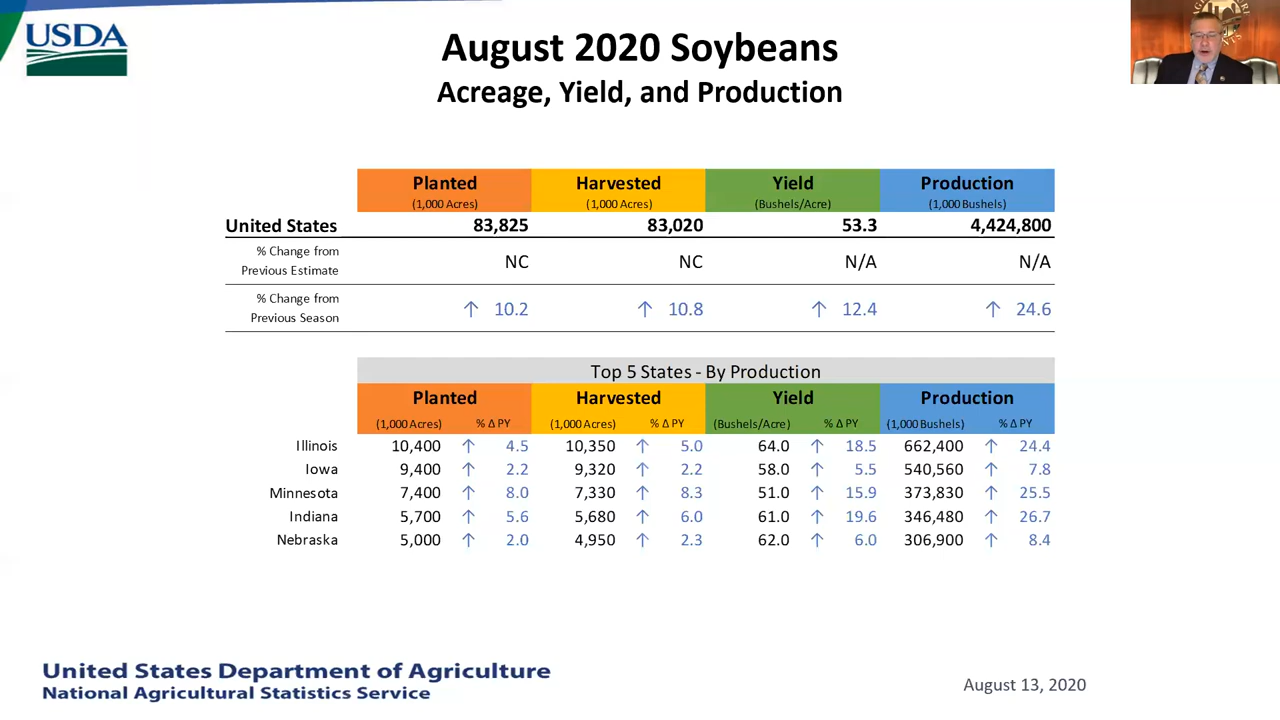 USDA
August 2020 Soybeans
Acreage, Yield, and Production
Planted Harvested Yield Production
(1,000 Acres) (1,000 Acres) (Bushels/Acre) (1,000 Bushels)
United States 83,825 83,020 53.3 4,424,800
% Change from
Previous Estimate NC NC N/A N/A
% Change from
Previous Season ↑ 10.2 ↑ 10.8 ↑ 12.4 ↑ 24.6
Top 5 States - By Production
Planted Harvested Yield Production
(1,000 Acres) % Δ PY (1,000 Acres) % Δ PY (Bushels/Acre) % Δ PY (1,000 Bushels) % Δ PY
Illinois 10,400 ↑ 4.5 10,350 ↑ 5.0 64.0 ↑ 18.5 662,400 ↑ 24.4
Iowa 9,400 ↑ 2.2 9,320 ↑ 2.2 58.0 ↑ 5.5 540,560 ↑ 7.8
Minnesota 7,400 ↑ 8.0 7,330 ↑ 8.3 51.0 ↑ 15.9 373,830 ↑ 25.5
Indiana 5,700 ↑ 5.6 5,680 ↑ 6.0 61.0 ↑ 19.6 346,480 ↑ 26.7
Nebraska 5,000 ↑ 2.0 4,950 ↑ 2.3 62.0 ↑ 6.0 306,900 ↑ 8.4
United States Department of Agriculture
National Agricultural Statistics Service
August 13, 2020